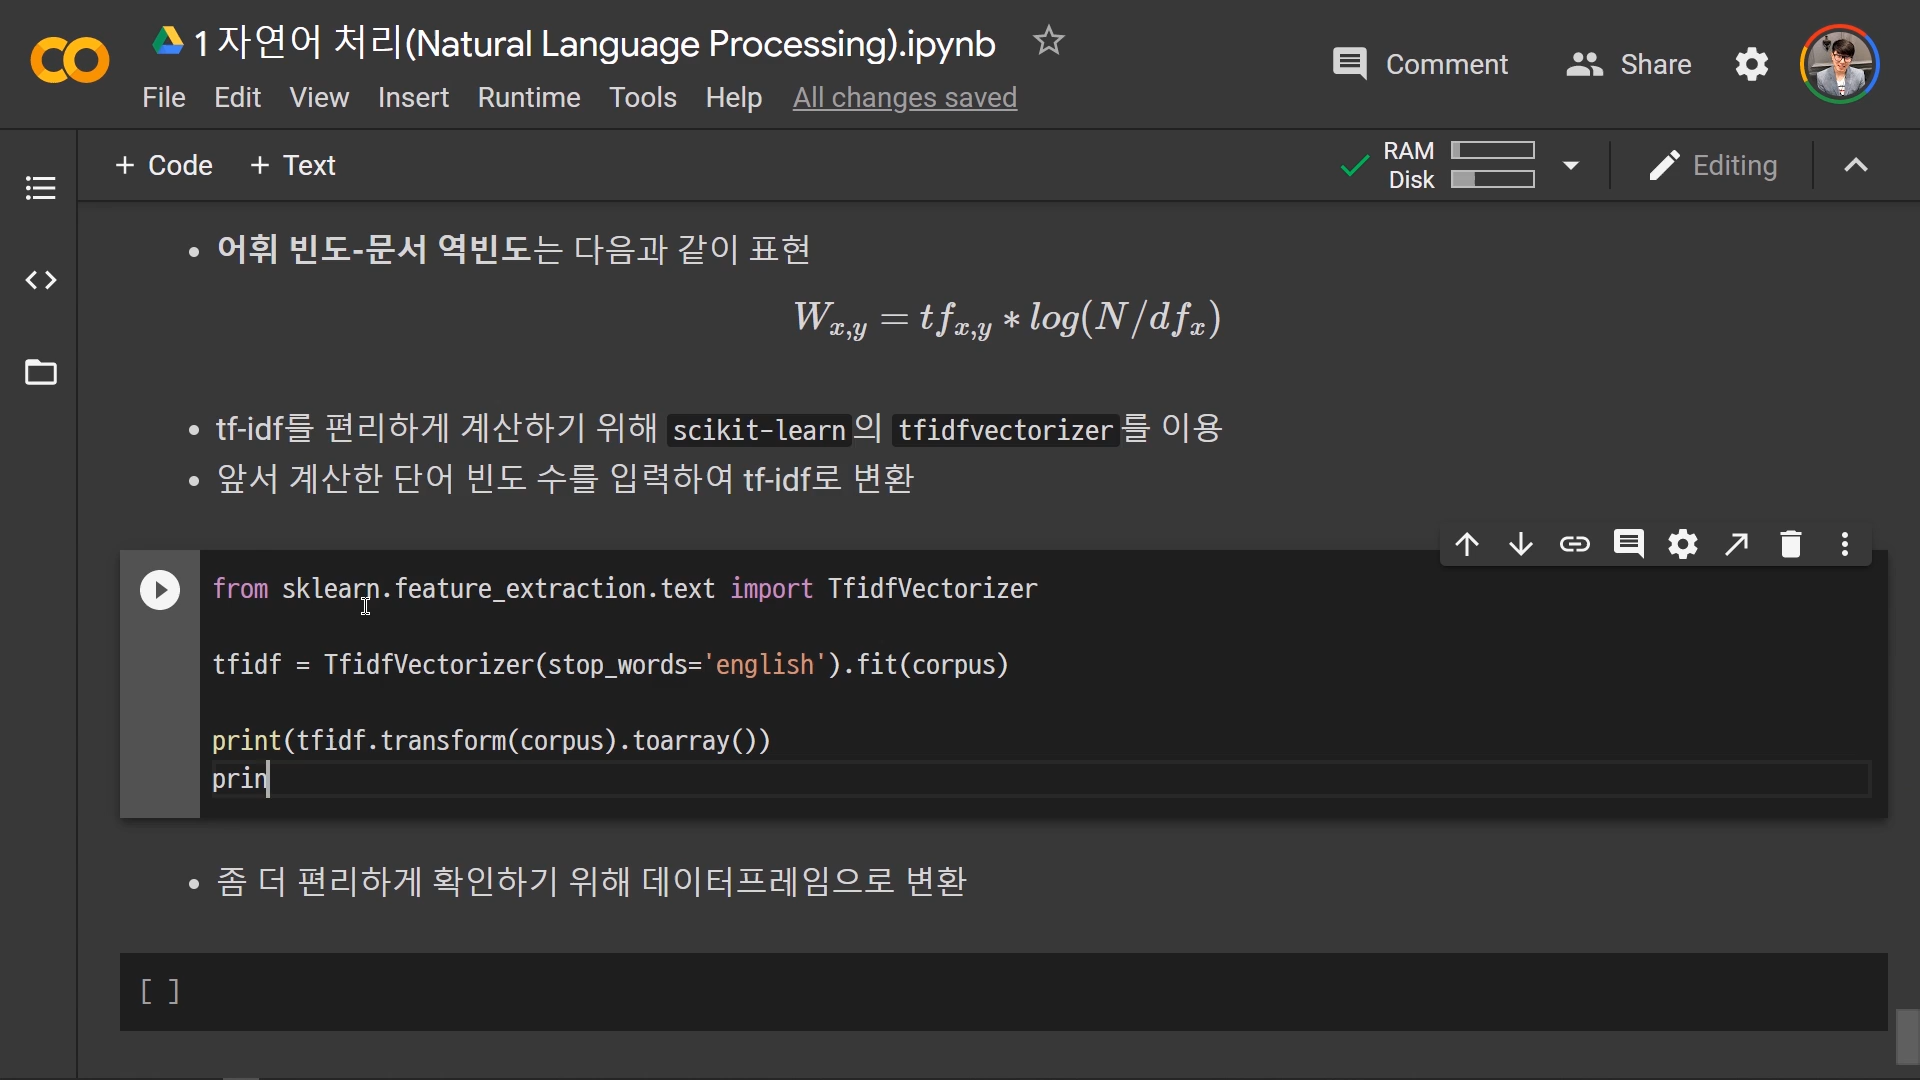 1 자연어 처리(Natural Language Processing).ipynb
Comment
Share
File Edit View Insert Runtime Tools Help All changes saved
+ Code + Text
RAM
Disk
Editing
어휘 빈도-문서 역빈도는 다음과 같이 표현
W_{x,y} = tf_{x,y} * log(N/df_x)
tf-idf를 편리하게 계산하기 위해 scikit-learn의 tfidfvectorizer를 이용
앞서 계산한 단어 빈도 수를 입력하여 tf-idf로 변환
from sklearn.feature_extraction.text import TfidfVectorizer
tfidf = TfidfVectorizer(stop_words='english').fit(corpus)
print(tfidf.transform(corpus).toarray())
prin
좀 더 편리하게 확인하기 위해 데이터프레임으로 변환
[ ]